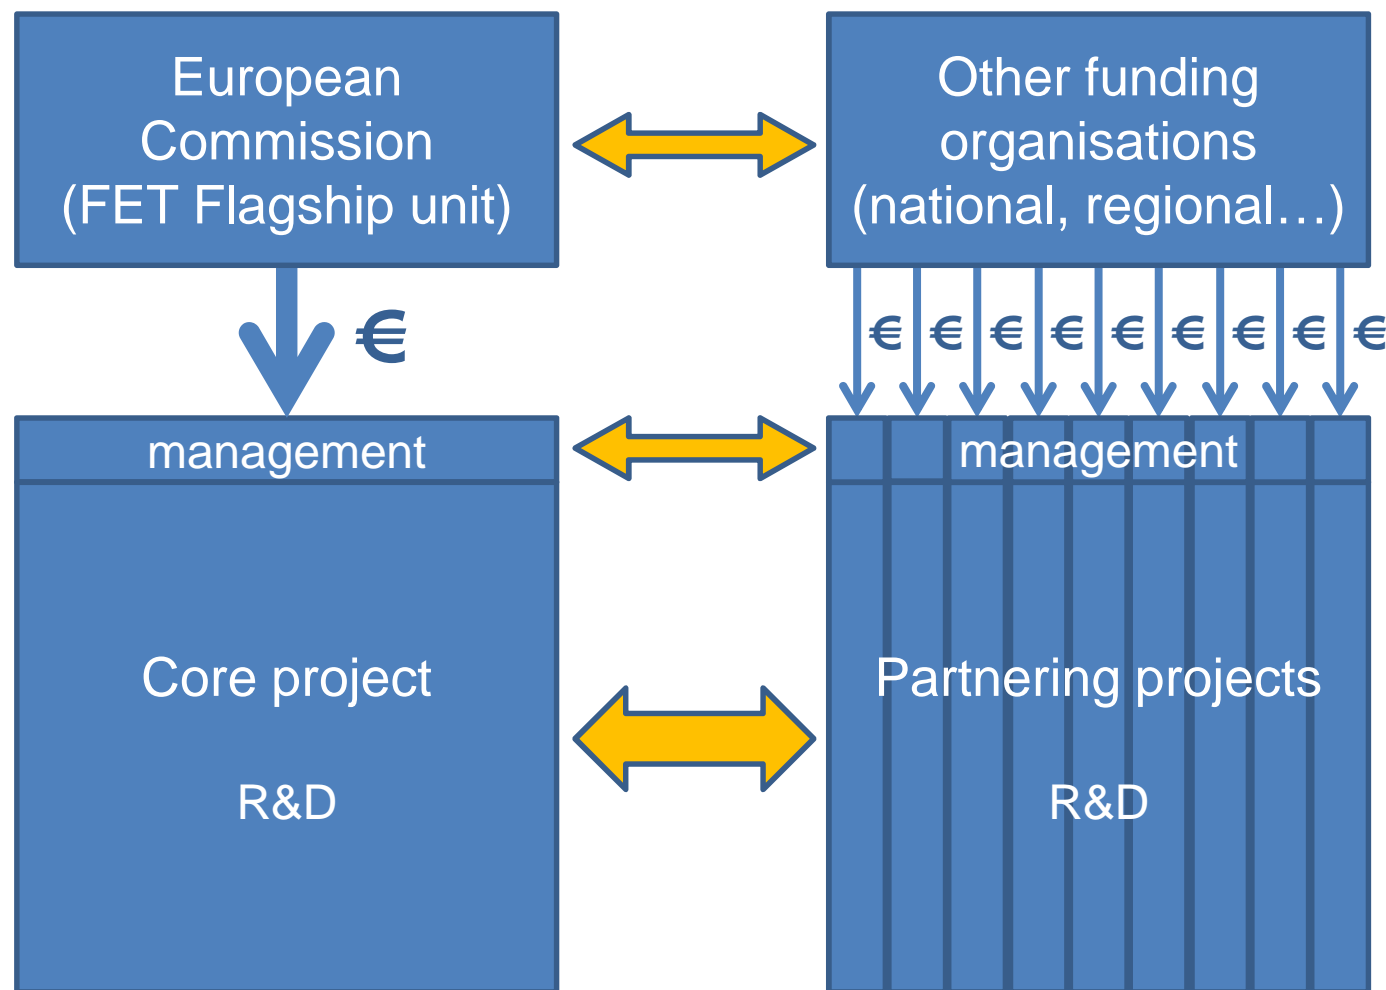 European
Commission
(FET Flagship unit)
Other funding
organisations
(national, regional…)
€
€ € € € € € € € €
management
management
Core project
R&D
Partnering projects
R&D